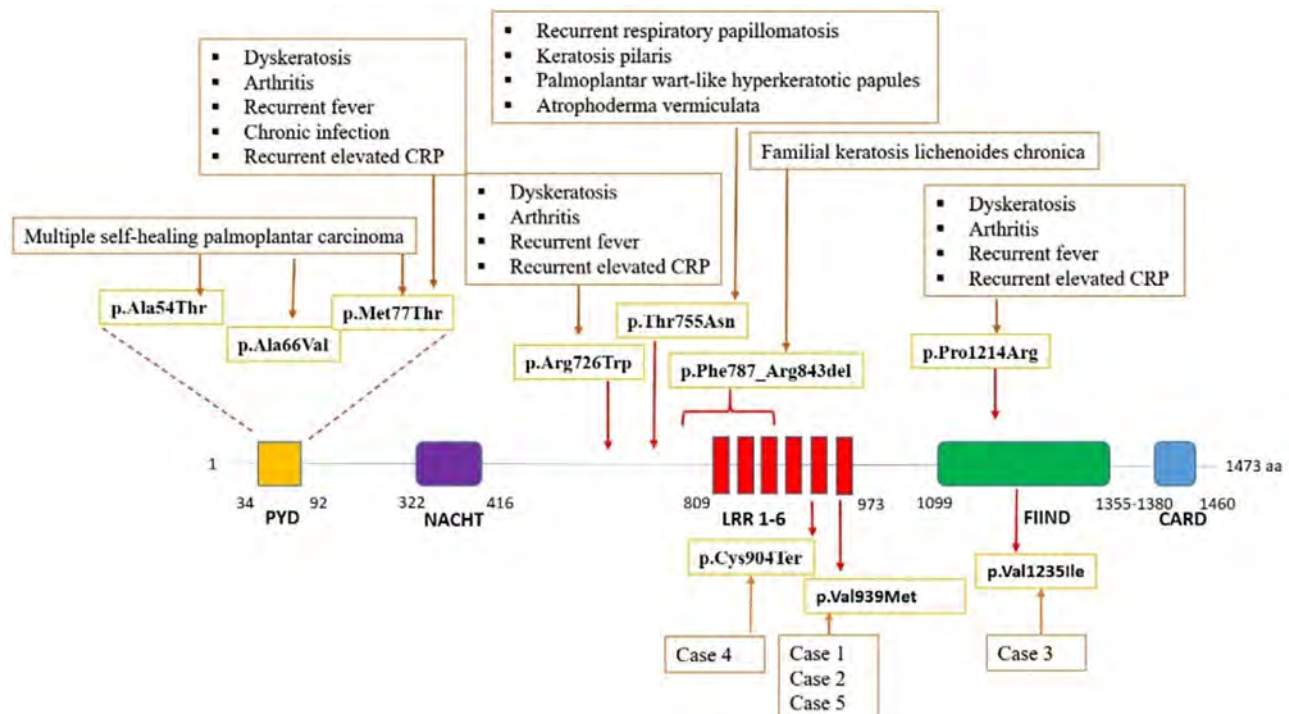 Dyskeratosis
Arthritis
Recurrent fever
Chronic infection
Recurrent elevated CRP
Recurrent respiratory papillomatosis
Keratosis pilaris
Palmoplantar wart-like hyperkeratotic papules
Atrophoderma vermiculata
Familial keratosis lichenoides chronica
Dyskeratosis
Arthritis
Recurrent fever
Recurrent elevated CRP
Dyskeratosis
Arthritis
Recurrent fever
Recurrent elevated CRP
Multiple self-healing palmoplantar carcinoma
p.Ala54Thr
p.Ala66Val
p.Met77Thr
p.Arg726Trp
p.Thr755Asn
p.Phe787_Arg843del
p.Pro1214Arg
1
1473 aa
34
92
322
416
809
973
1099
1355-1380
1460
PYD
NACHT
LRR 1-6
FIIND
CARD
p.Cys904Ter
p.Val939Met
p.Val1235Ile
Case 4
Case 1
Case 2
Case 5
Case 3